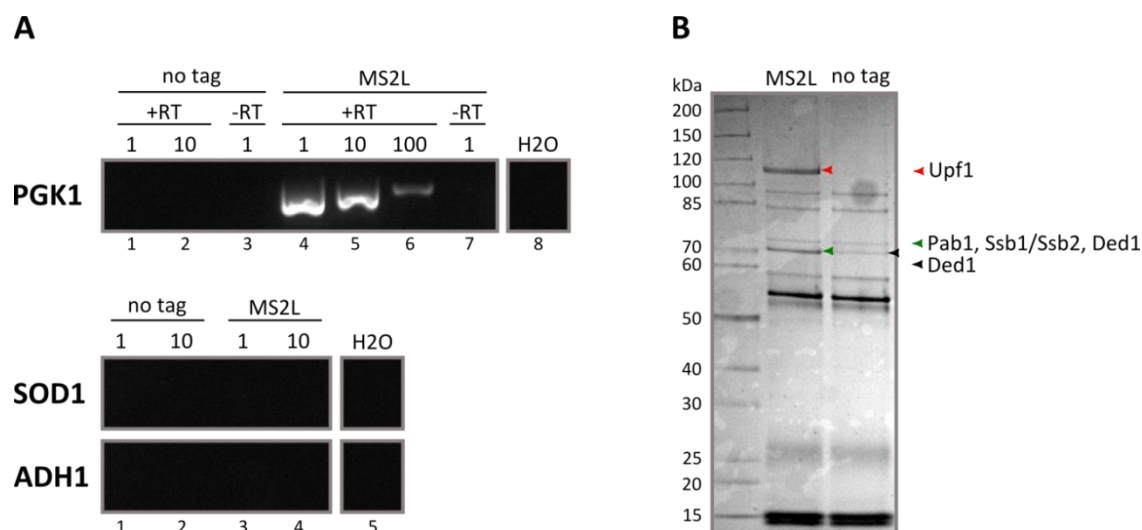 A
no tag MS2L
+RT -RT +RT -RT
1 10 1 1 10 100 1 H2O
PGK1
1 2 3 4 5 6 7 8
no tag MS2L
1 10 1 10 H2O
SOD1
ADH1
1 2 3 4 5
B
kDa MS2L no tag
200
150
120
100
85
70
60
50
40
30
25
20
15
Upf1
Pab1, Ssb1/Ssb2, Ded1
Ded1